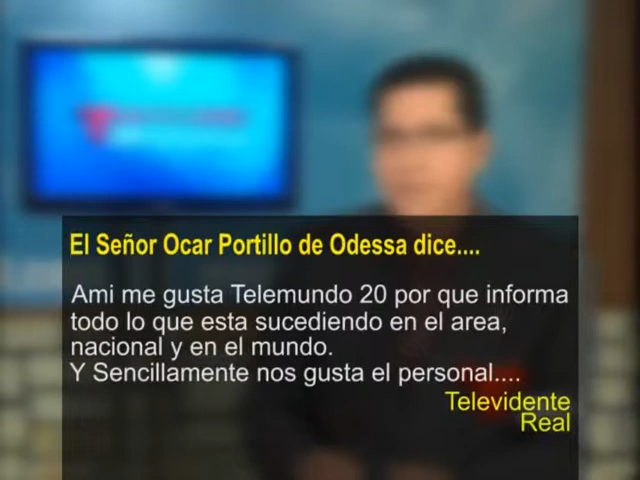 El Señor Ocar Portillo de Odessa dice....
Ami me gusta Telemundo 20 por que informa
todo lo que esta sucediendo en el area,
nacional y en el mundo.
Y Sencillamente nos gusta el personal....
Televidente
Real